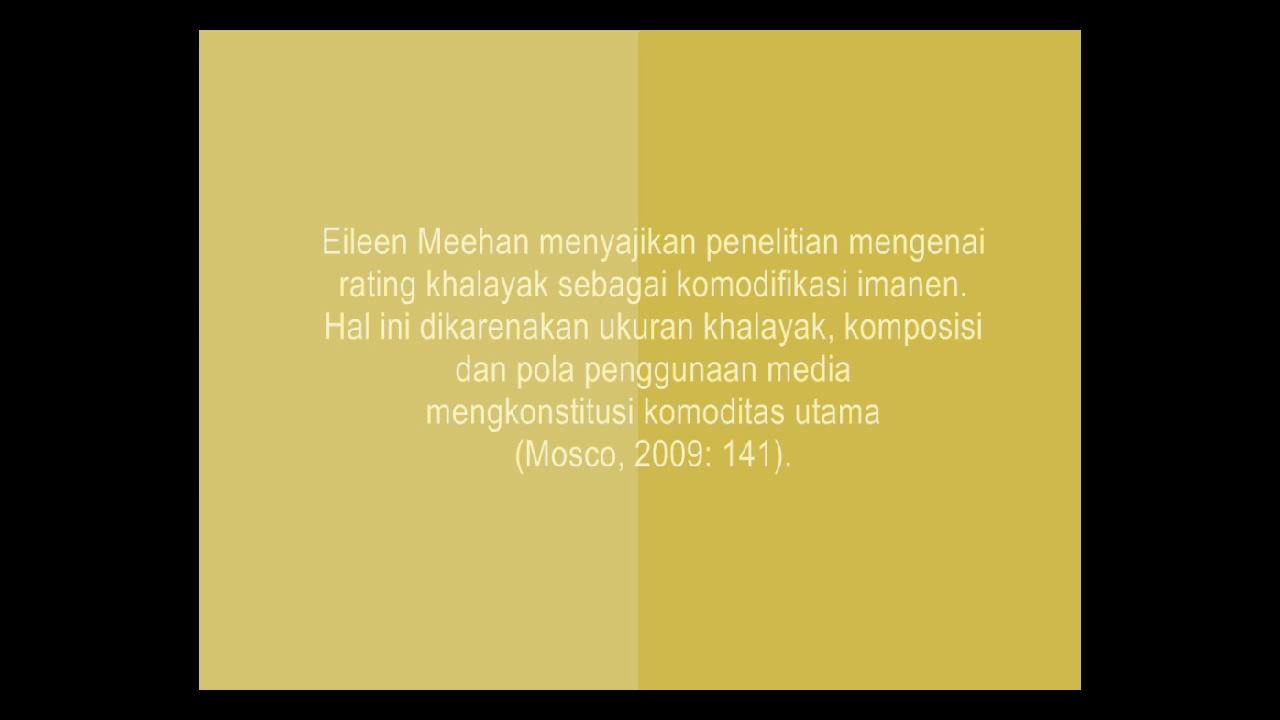 Eileen Meehan menyajikan penelitian mengenai
rating khalayak sebagai komodifikasi imanen.
Hal ini dikarenakan ukuran khalayak, komposisi
dan pola penggunaan media
mengkonstitusi komoditas utama
(Mosco, 2009: 141).